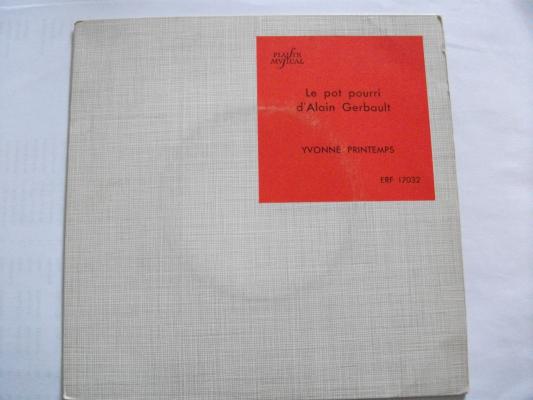 PLAISIR
MUSICAL
Le pot pourri
d'Alain Gerbault
YVONNE PRINTEMPS
ERF 17032